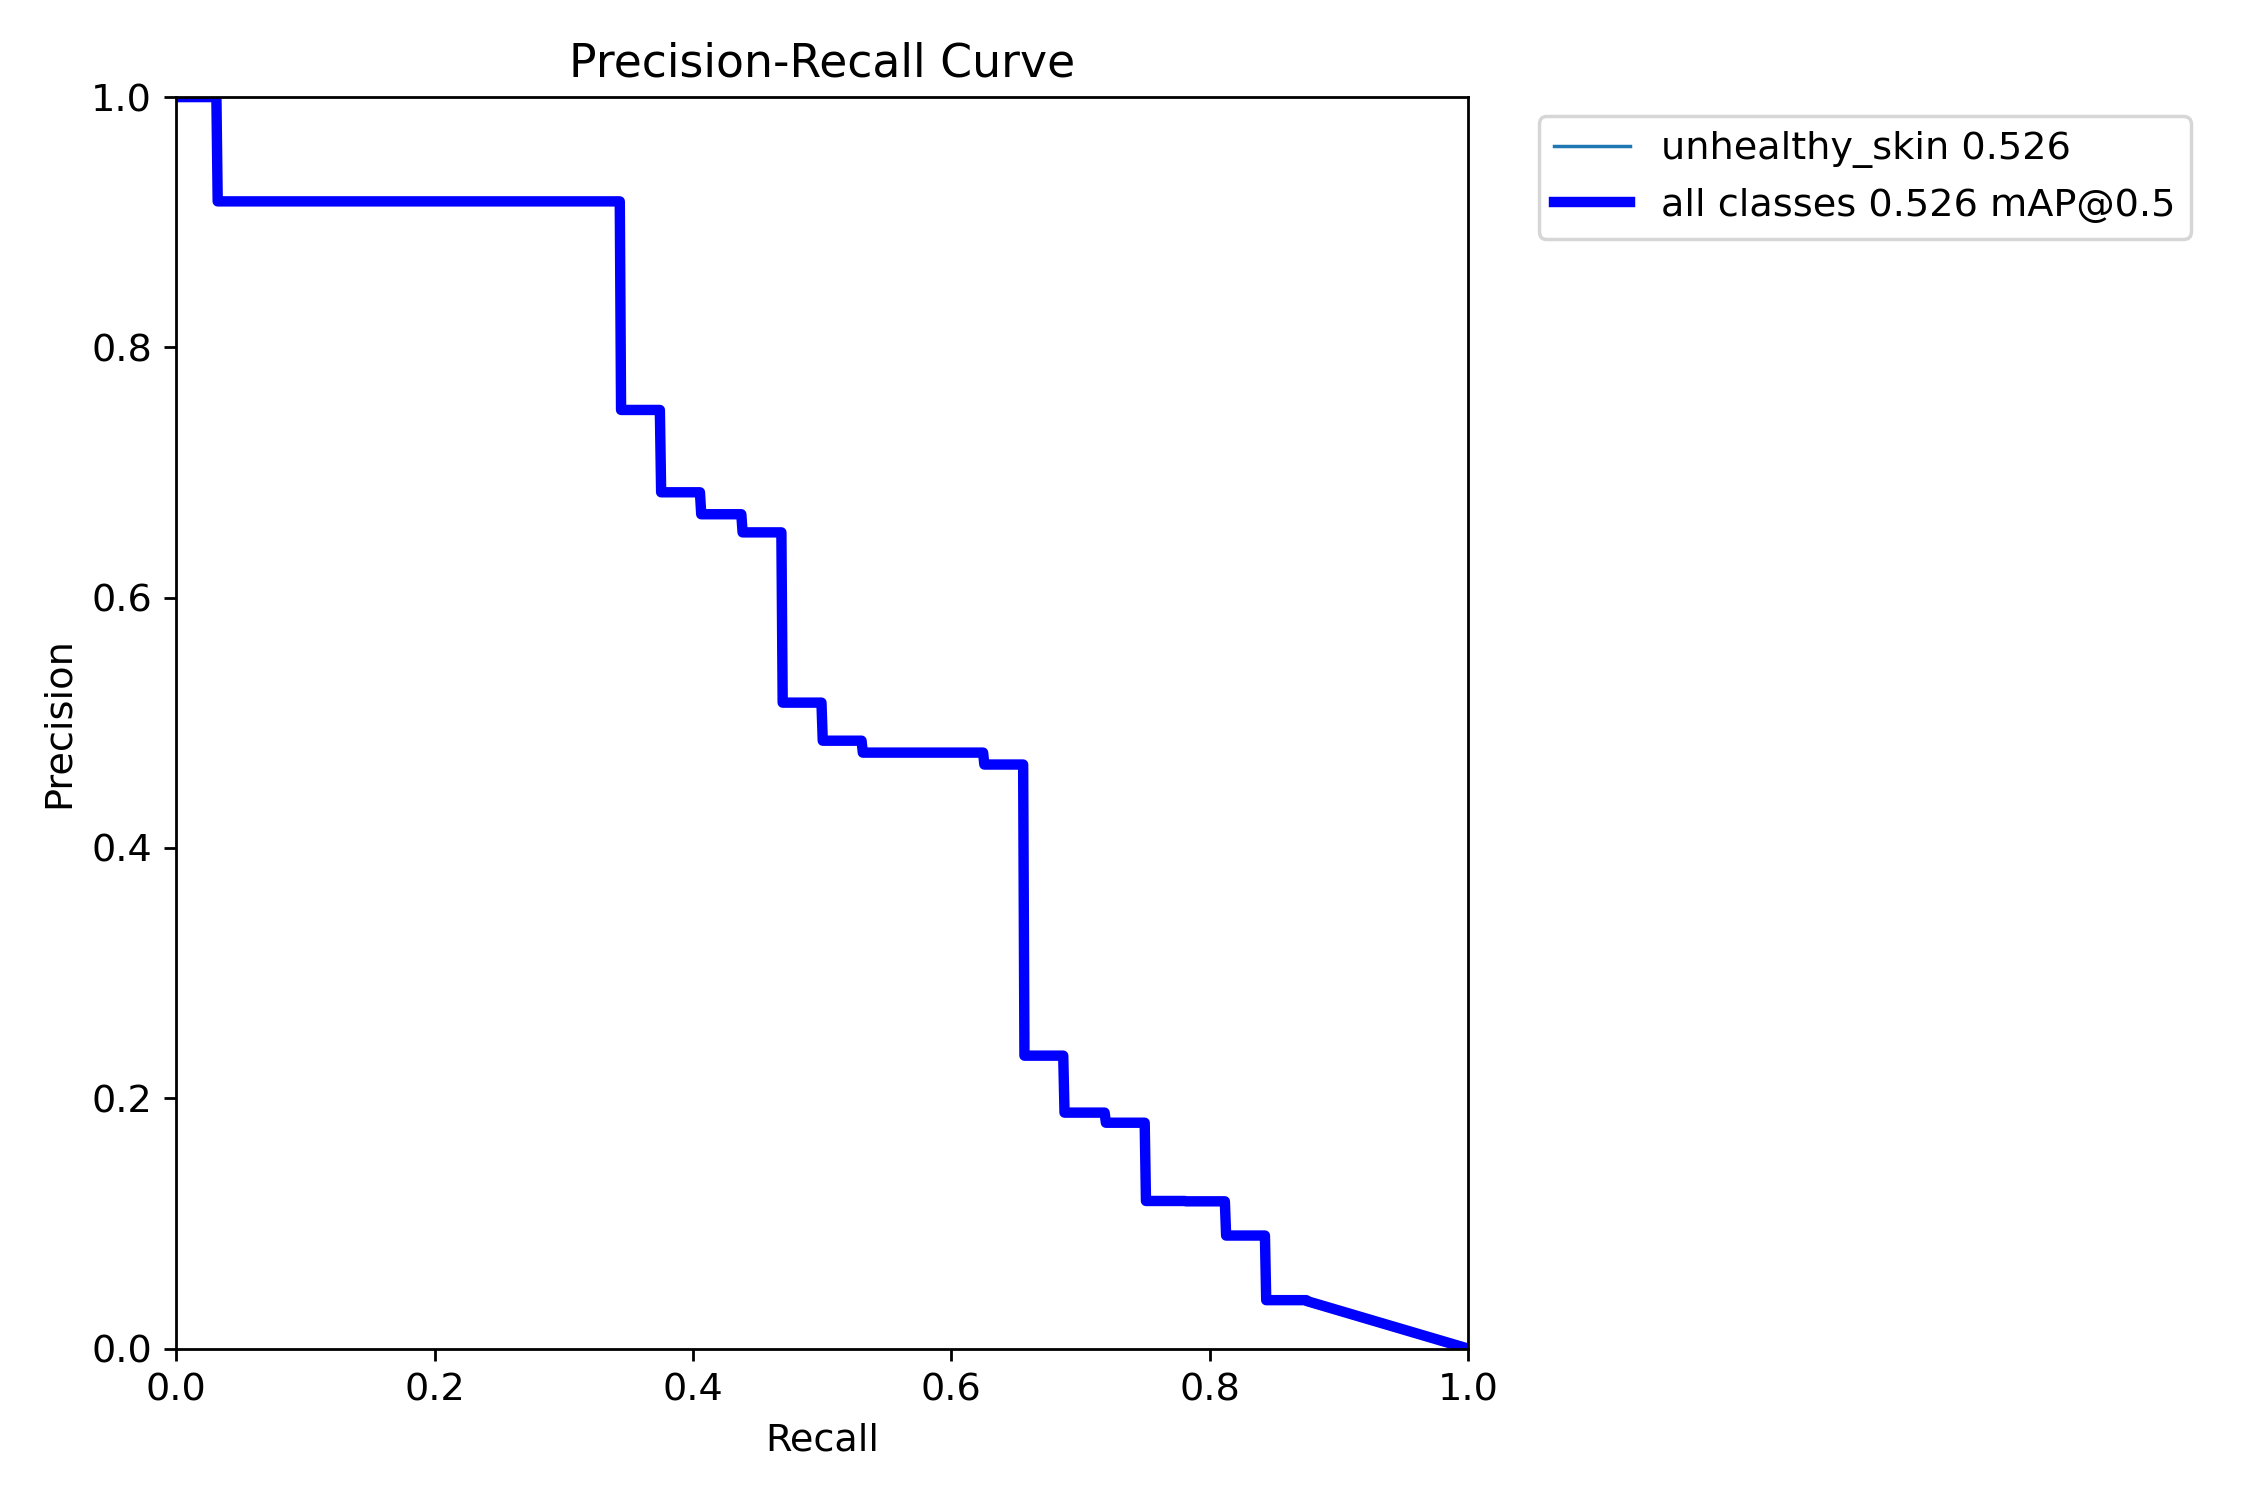 Precision-Recall Curve
unhealthy_skin 0.526
all classes 0.526 mAP@0.5
Precision
1.0
0.8
0.6
0.4
0.2
0.0
0.0 0.2 0.4 0.6 0.8 1.0
Recall